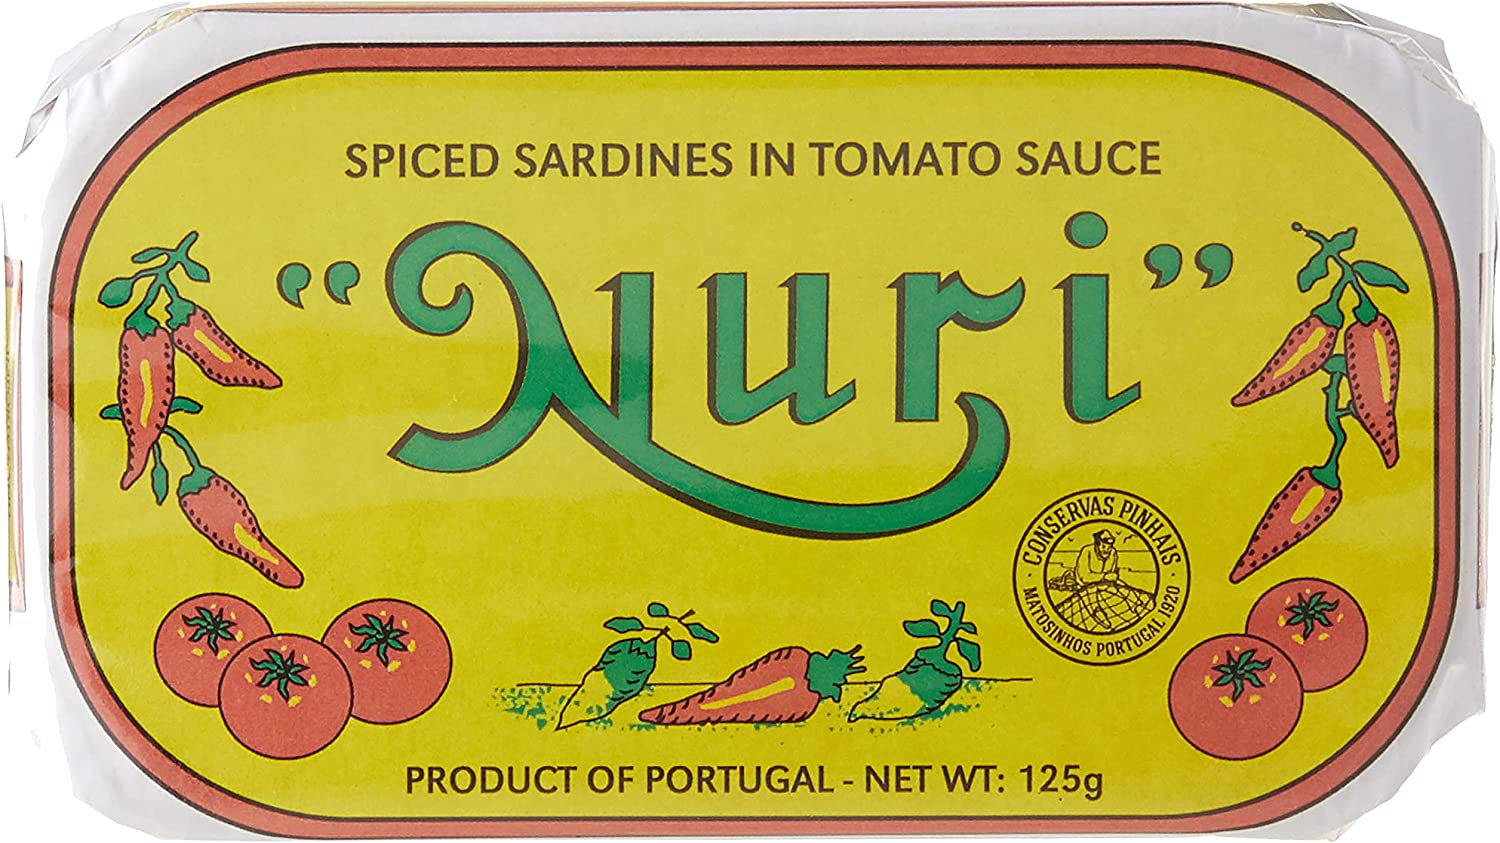 SPICED SARDINES IN TOMATO SAUCE
“Nuri”
· CONSERVAS PINHAIS ·
MATOSINHOS PORTUGAL 1920
PRODUCT OF PORTUGAL - NET WT: 125g